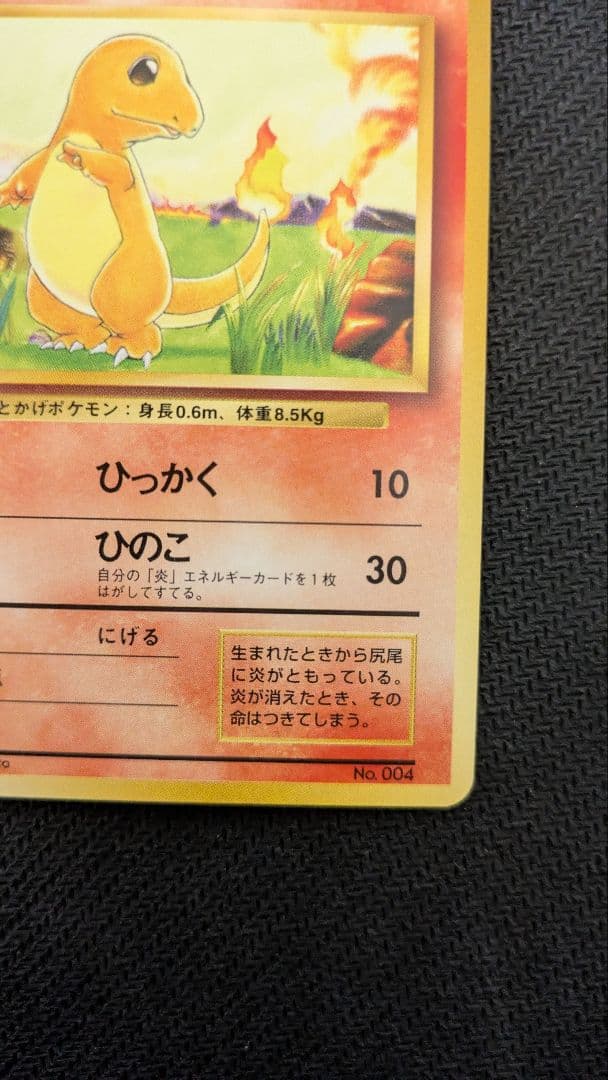 とかげポケモン：身長0.6m、体重8.5Kg
ひっかく 10
ひのこ 30
自分の「炎」エネルギーカードを1枚
はがしてすてる。
にげる
生まれたときから尻尾
に炎がともっている。
炎が消えたとき、その
命はつきてしまう。
No. 004